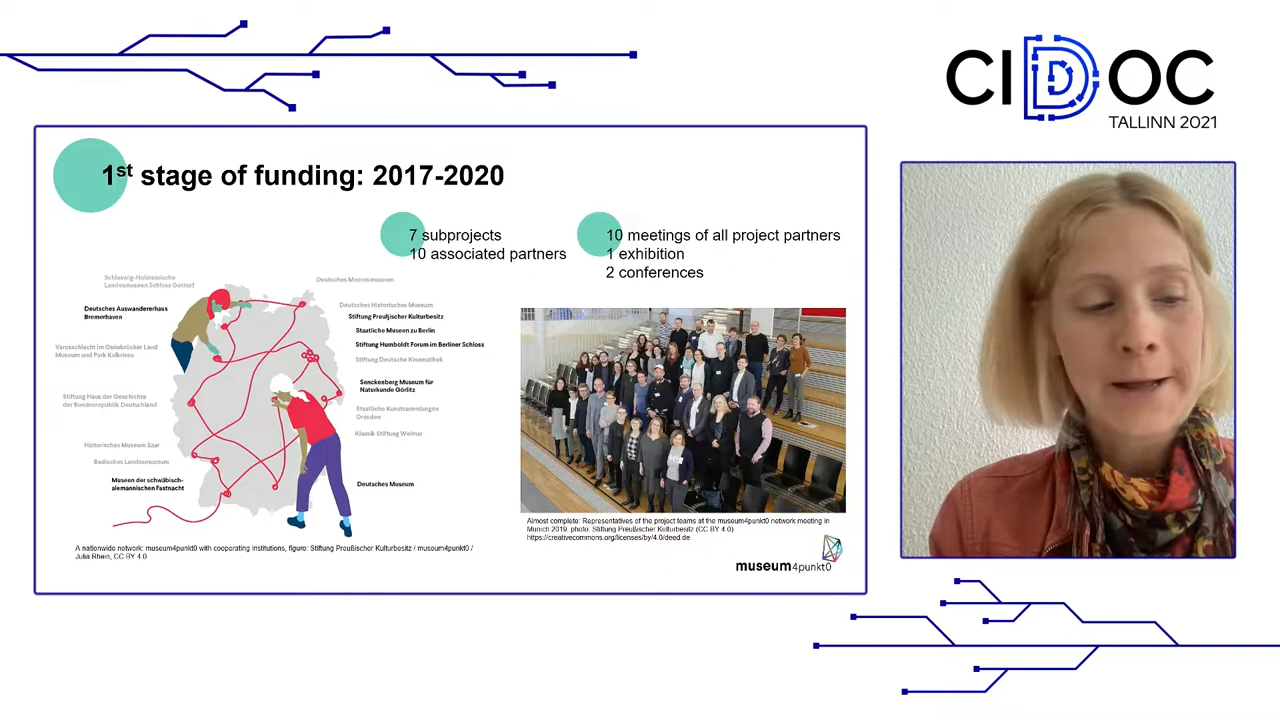 CIDOC
TALLINN 2021
1st stage of funding: 2017-2020
7 subprojects
10 associated partners
10 meetings of all project partners
1 exhibition
2 conferences
Schleswig-Holsteinische
Landesmuseen Schloss Gottorf
Deutsches Auswandererhaus
Bremerhaven
Varusschlacht im Osnabrücker Land
Museum und Park Kalkriese
Stiftung Haus der Geschichte
der Bundesrepublik Deutschland
Historisches Museum Saar
Badisches Landesmuseum
Museen der schwäbisch-
alemannischen Fastnacht
Deutsches Meeresmuseum
Deutsches Historisches Museum
Stiftung Preußischer Kulturbesitz
Staatliche Museen zu Berlin
Stiftung Humboldt Forum im Berliner Schloss
Stiftung Deutsche Kinemathek
Senckenberg Museum für
Naturkunde Görlitz
Staatliche Kunstsammlungen
Dresden
Klassik Stiftung Weimar
Deutsches Museum
A nationwide network: museum4punkt0 with cooperating institutions, figure: Stiftung Preußischer Kulturbesitz / museum4punkt0 /
Julia Rhein, CC BY 4.0
Almost complete: Representatives of the project teams at the museum4punkt0 network meeting in
Munich 2019. photo: Stiftung Preußischer Kulturbesitz (CC BY 4.0)
https://creativecommons.org/licenses/by/4.0/deed.de
museum4punkt0